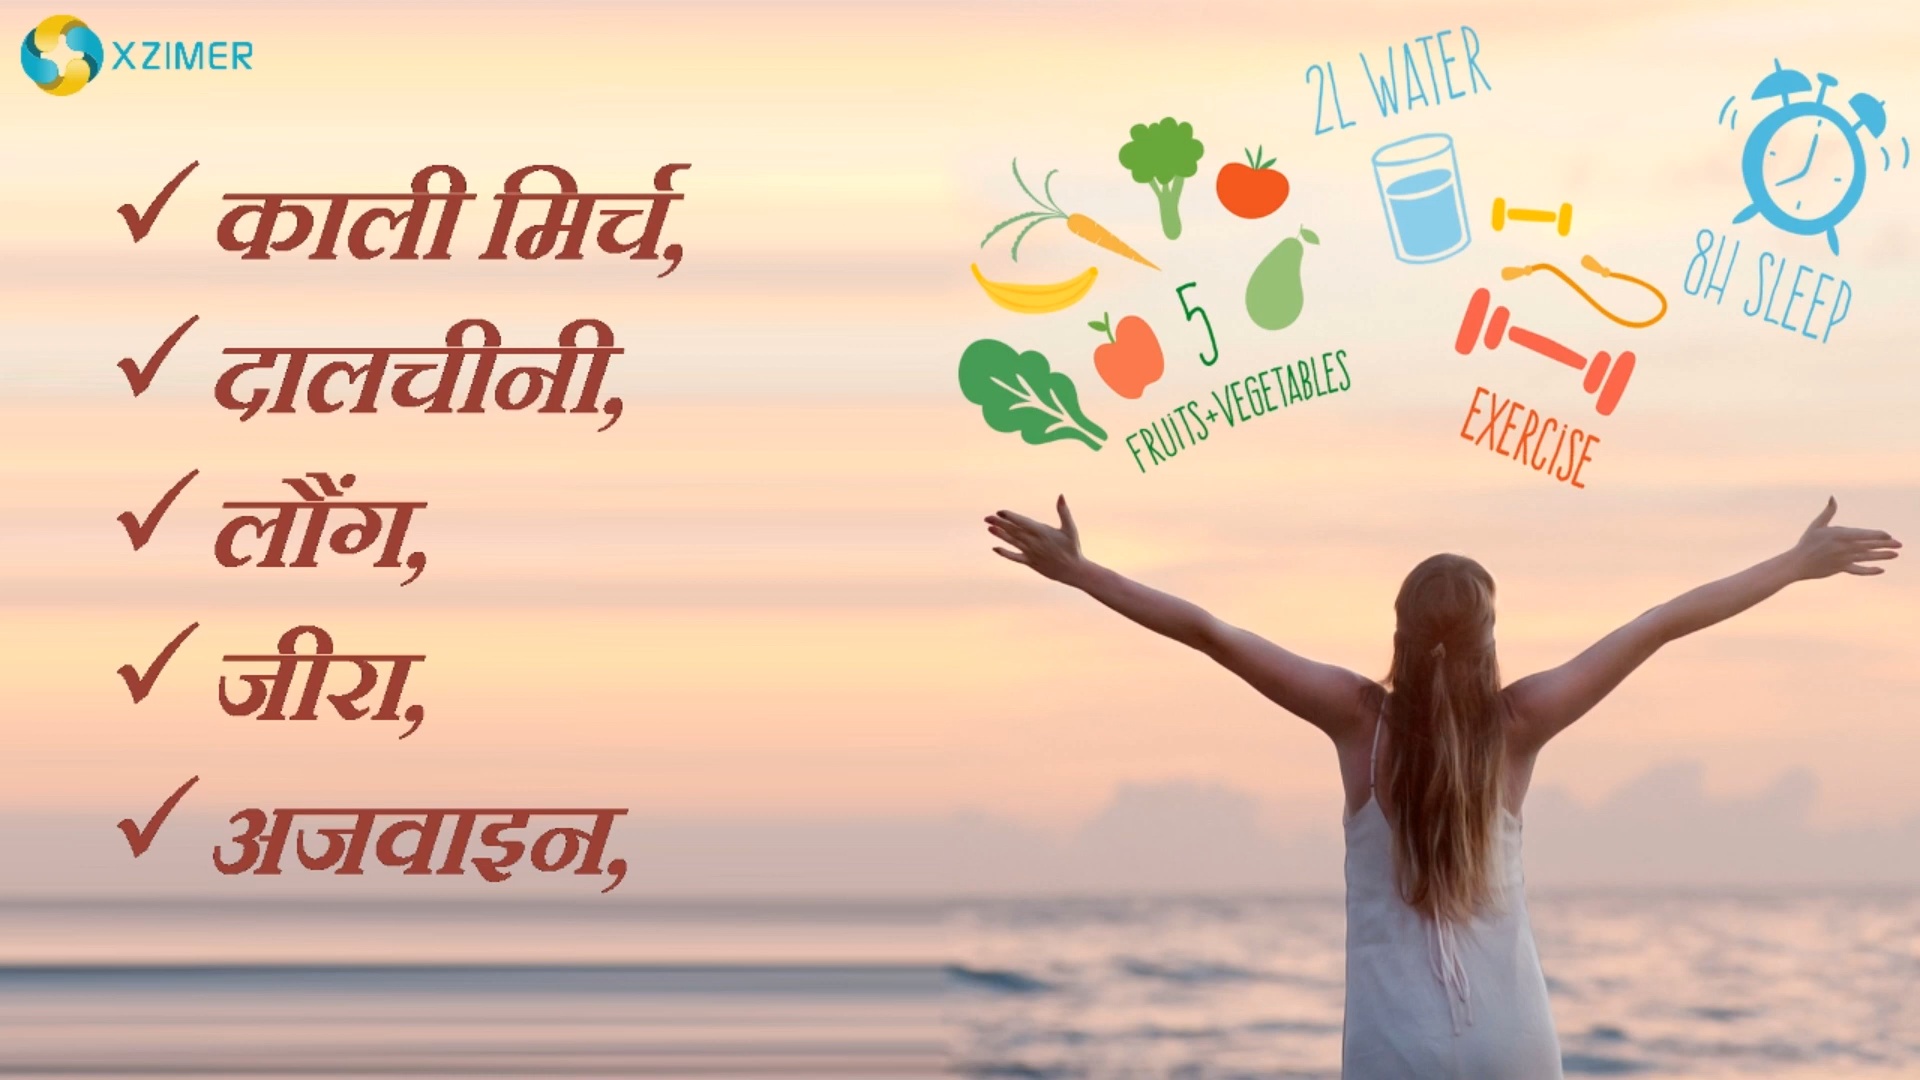 XZIMER
काली मिर्च,
दालचीनी,
लौंग,
जीरा,
अजवाइन,
2L WATER
8H SLEEP
5
FRUITS+VEGETABLES
EXERCISE